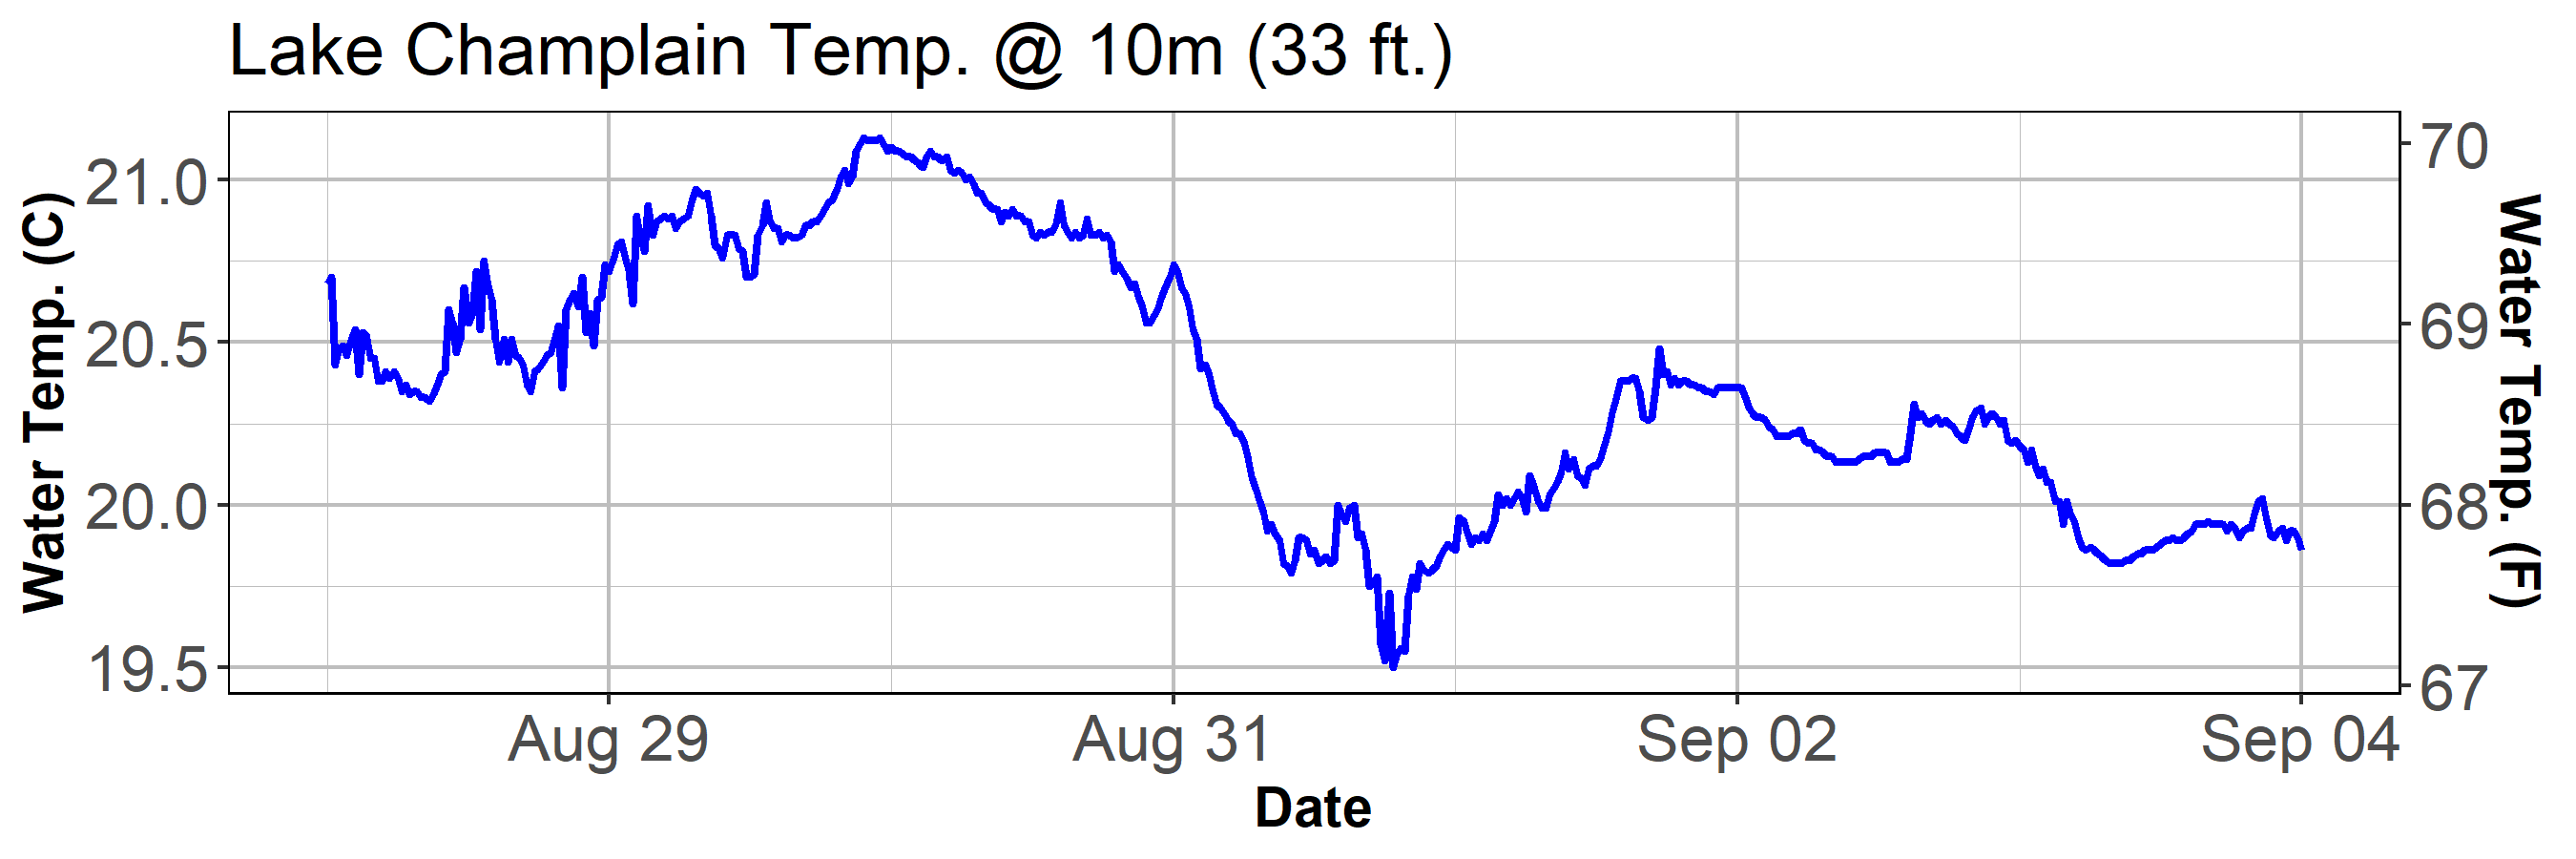 Lake Champlain Temp. @ 10m (33 ft.)
Water Temp. (C)
21.0
20.5
20.0
19.5
70
69
68
67
Water Temp. (F)
Aug 29
Aug 31
Sep 02
Sep 04
Date